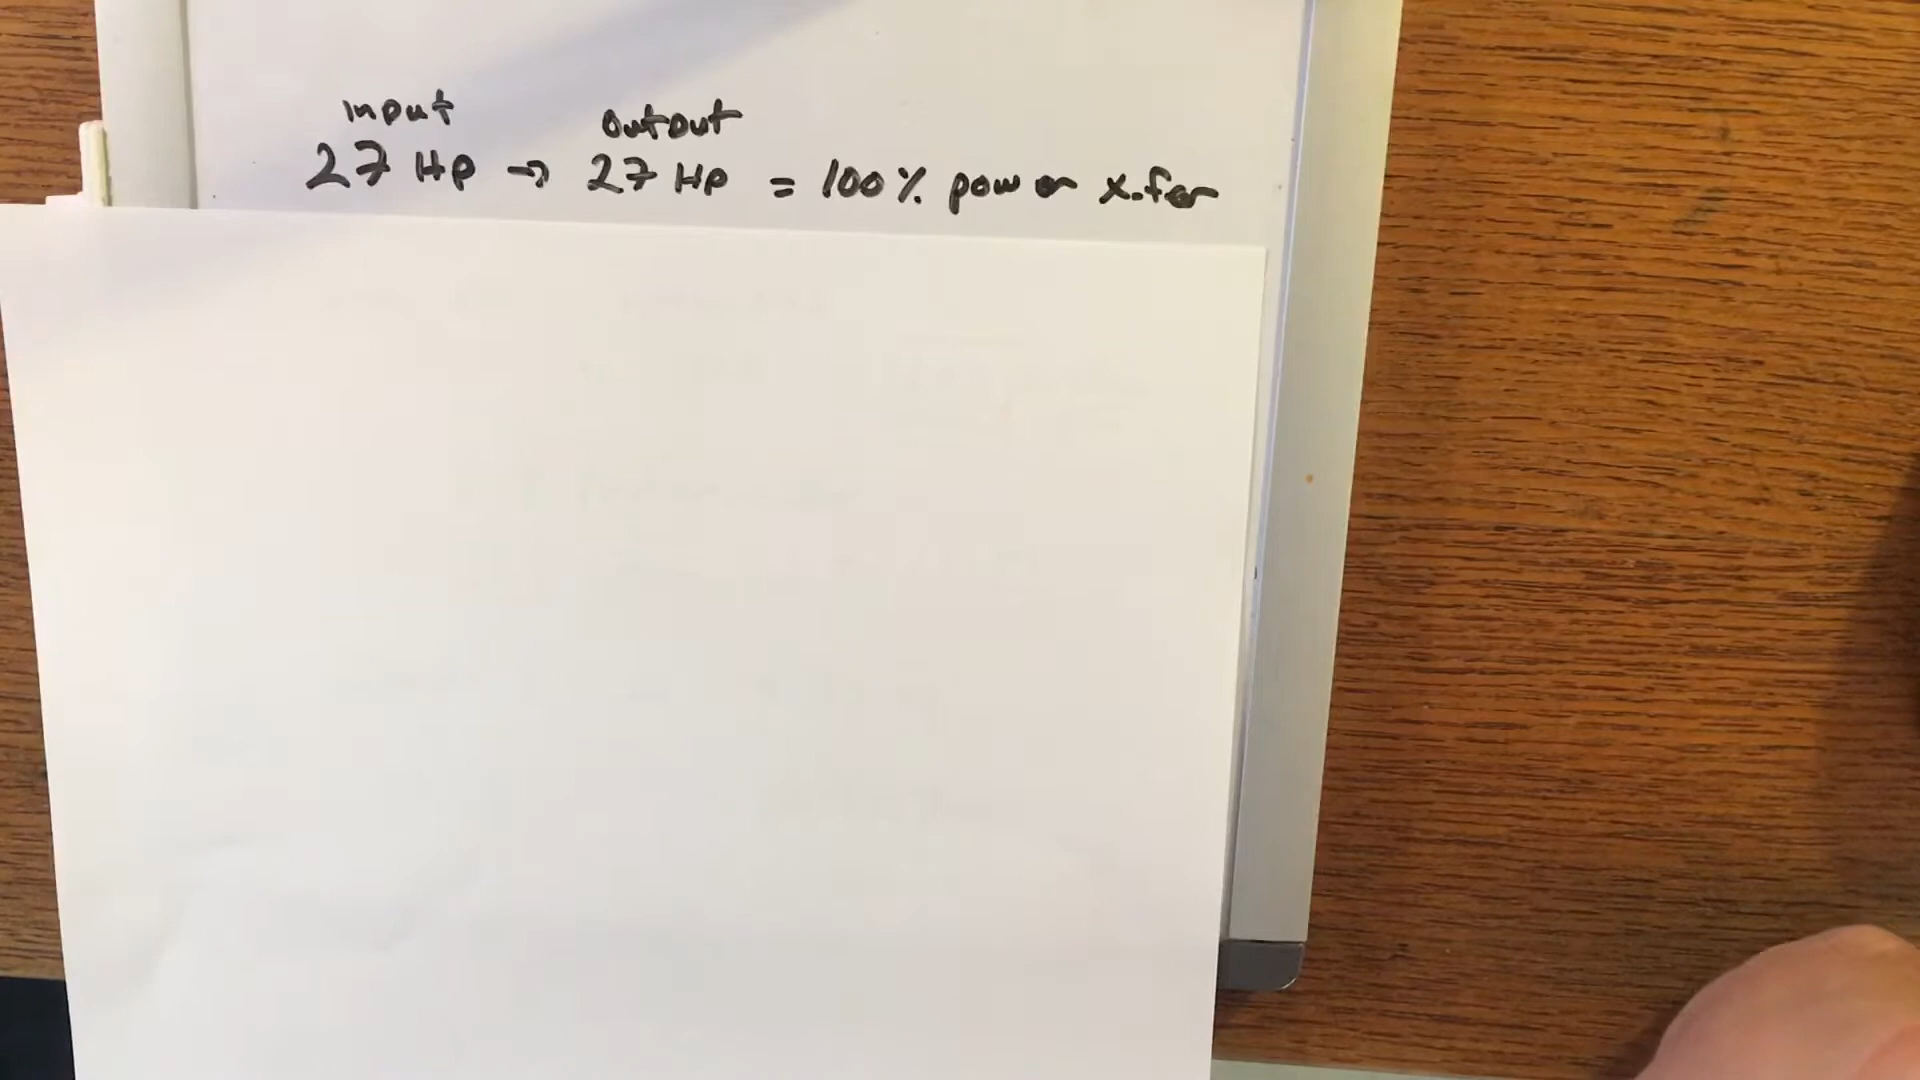 Input Output
27 HP → 27 HP = 100% power x.fer